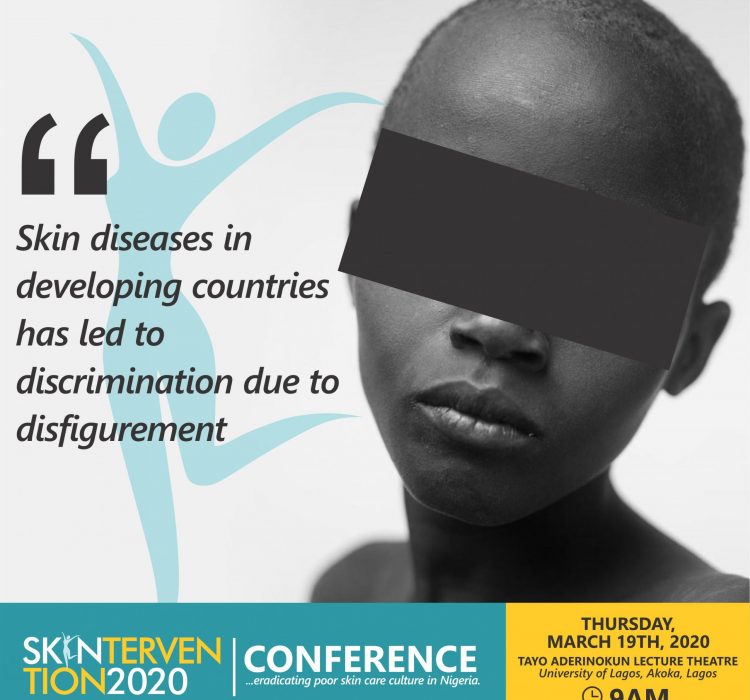 “
Skin diseases in
developing countries
has led to
discrimination due to
disfigurement
SKINTERVEN
TION2020
CONFERENCE
...eradicating poor skin care culture in Nigeria.
THURSDAY,
MARCH 19TH, 2020
TAYO ADERINOKUN LECTURE THEATRE
University of Lagos, Akoka, Lagos
9AM